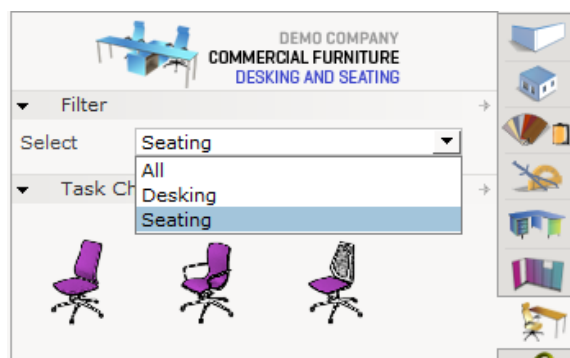 DEMO COMPANY
COMMERCIAL FURNITURE
DESKING AND SEATING
Filter
Select Seating
All
Desking
Task Ch
Seating